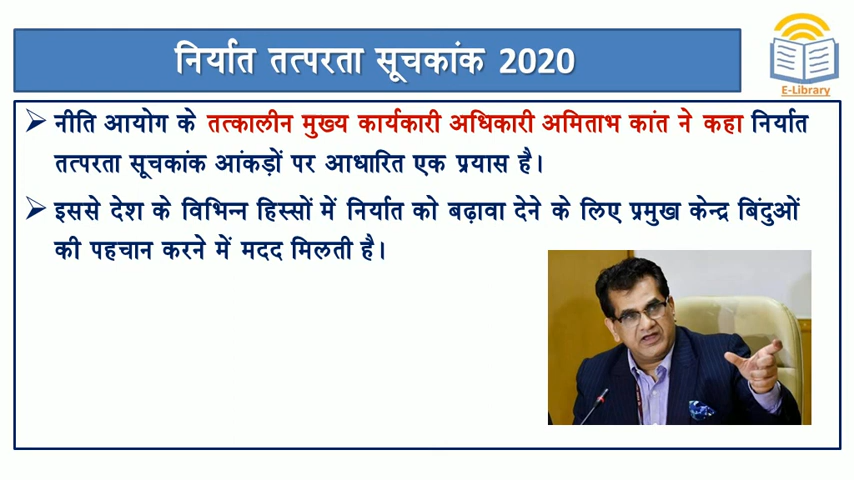 निर्यात तत्परता सूचकांक 2020
E-Library
नीति आयोग के तत्कालीन मुख्य कार्यकारी अधिकारी अमिताभ कांत ने कहा निर्यात
तत्परता सूचकांक आंकड़ों पर आधारित एक प्रयास है।
इससे देश के विभिन्न हिस्सों में निर्यात को बढ़ावा देने के लिए प्रमुख केन्द्र बिंदुओं
की पहचान करने में मदद मिलती है।